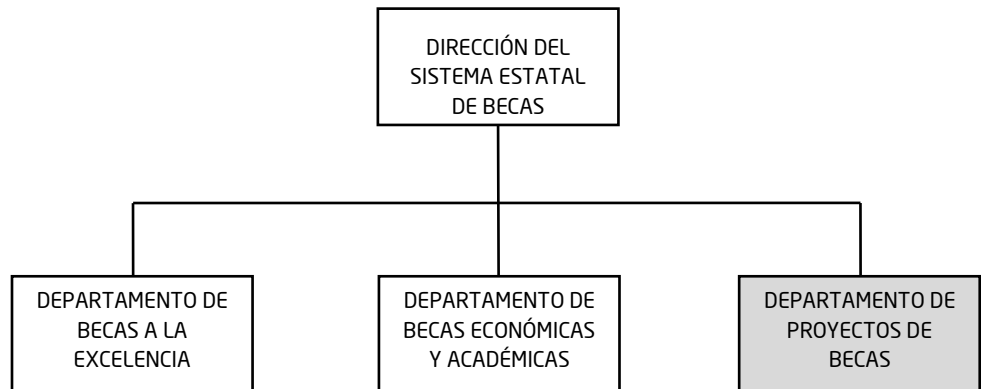 DIRECCIÓN DEL
SISTEMA ESTATAL
DE BECAS
DEPARTAMENTO DE
BECAS A LA
EXCELENCIA
DEPARTAMENTO DE
BECAS ECONÓMICAS
Y ACADÉMICAS
DEPARTAMENTO DE
PROYECTOS DE
BECAS